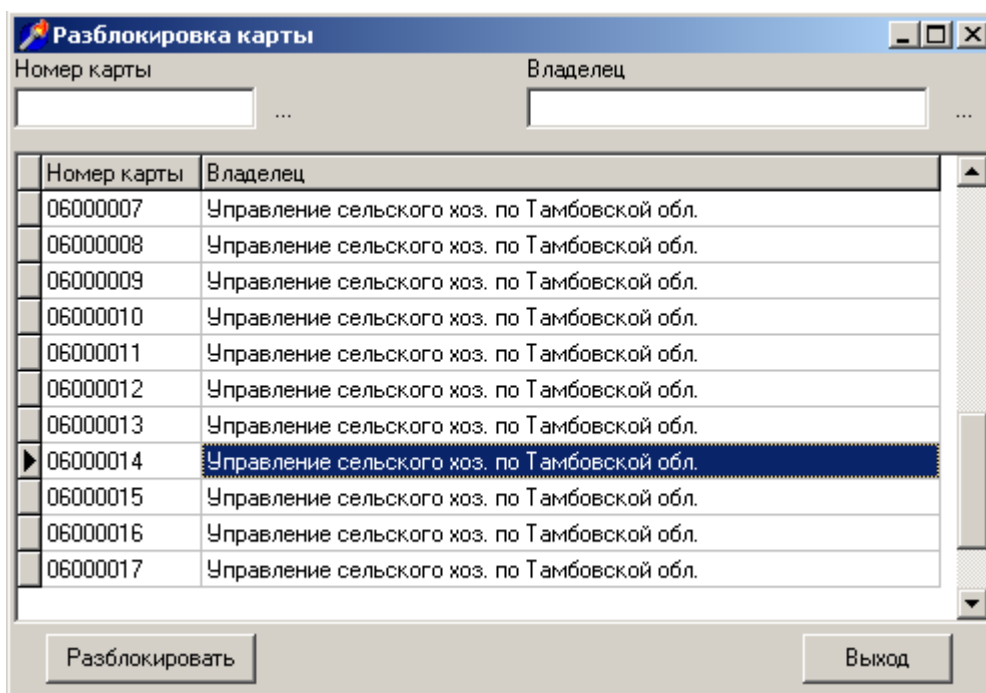 Разблокировка карты
Номер карты Владелец
... ...
Номер карты Владелец
06000007 Управление сельского хоз. по Тамбовской обл.
06000008 Управление сельского хоз. по Тамбовской обл.
06000009 Управление сельского хоз. по Тамбовской обл.
06000010 Управление сельского хоз. по Тамбовской обл.
06000011 Управление сельского хоз. по Тамбовской обл.
06000012 Управление сельского хоз. по Тамбовской обл.
06000013 Управление сельского хоз. по Тамбовской обл.
06000014 Управление сельского хоз. по Тамбовской обл.
06000015 Управление сельского хоз. по Тамбовской обл.
06000016 Управление сельского хоз. по Тамбовской обл.
06000017 Управление сельского хоз. по Тамбовской обл.
Разблокировать Выход